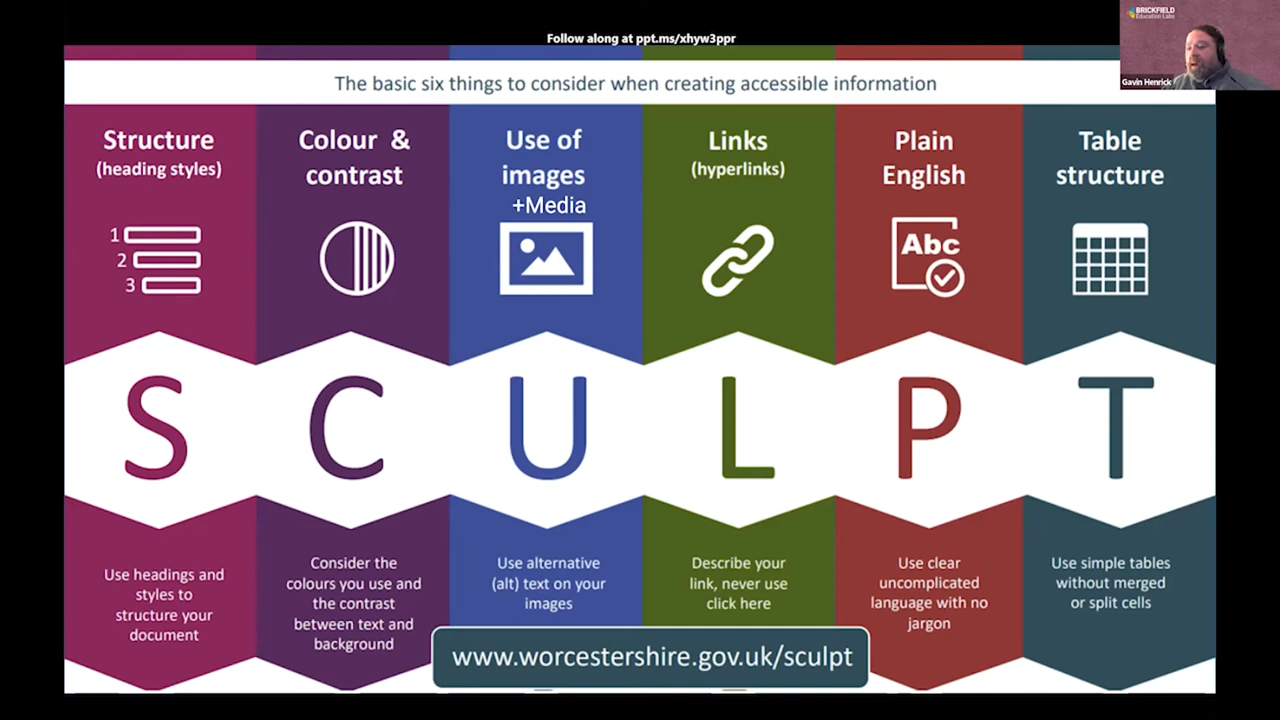 Follow along at ppt.ms/xhyw3ppr
BRICKFIELD
Education Labs
Gavin Henrick
The basic six things to consider when creating accessible information
Structure
(heading styles)
1
2
3
S
Use headings and
styles to
structure your
document
Colour &
contrast
C
Consider the
colours you use and
the contrast
between text and
background
Use of
images
+Media
U
Use alternative
(alt) text on your
images
Links
(hyperlinks)
L
Describe your
link, never use
click here
Plain
English
Abc
P
Use clear
uncomplicated
language with no
jargon
Table
structure
T
Use simple tables
without merged
or split cells
www.worcestershire.gov.uk/sculpt